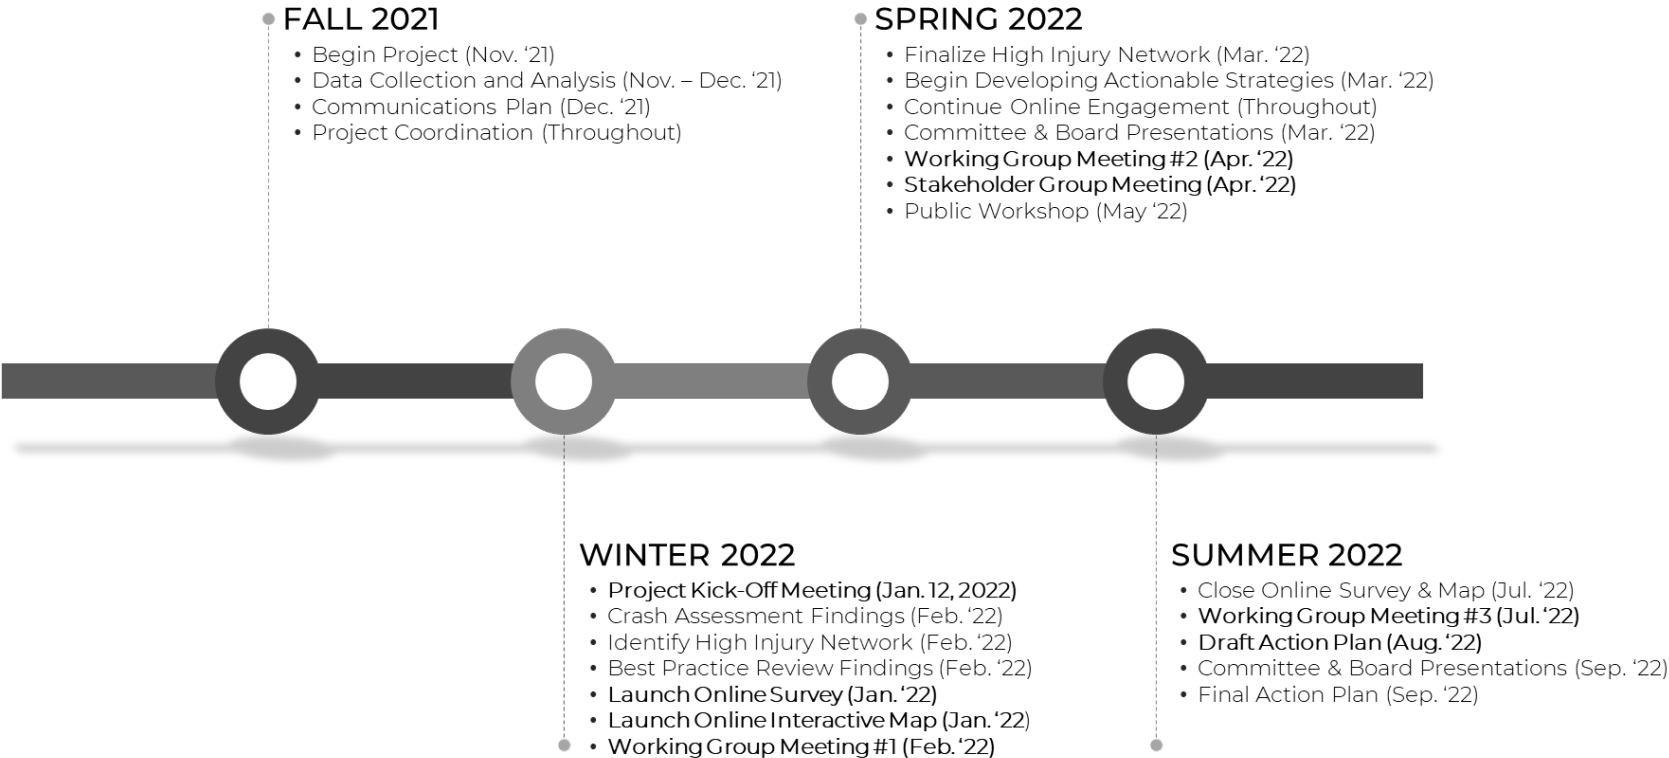 FALL 2021
• Begin Project (Nov. ‘21)
• Data Collection and Analysis (Nov. – Dec. ‘21)
• Communications Plan (Dec. ‘21)
• Project Coordination (Throughout)
WINTER 2022
• Project Kick-Off Meeting (Jan. 12, 2022)
• Crash Assessment Findings (Feb. ‘22)
• Identify High Injury Network (Feb. ‘22)
• Best Practice Review Findings (Feb. ‘22)
• Launch Online Survey (Jan. ‘22)
• Launch Online Interactive Map (Jan. ‘22)
• Working Group Meeting #1 (Feb. ‘22)
SPRING 2022
• Finalize High Injury Network (Mar. ‘22)
• Begin Developing Actionable Strategies (Mar. ‘22)
• Continue Online Engagement (Throughout)
• Committee & Board Presentations (Mar. ‘22)
• Working Group Meeting #2 (Apr. ‘22)
• Stakeholder Group Meeting (Apr. ‘22)
• Public Workshop (May ‘22)
SUMMER 2022
• Close Online Survey & Map (Jul. ‘22)
• Working Group Meeting #3 (Jul. ‘22)
• Draft Action Plan (Aug. ‘22)
• Committee & Board Presentations (Sep. ‘22)
• Final Action Plan (Sep. ‘22)